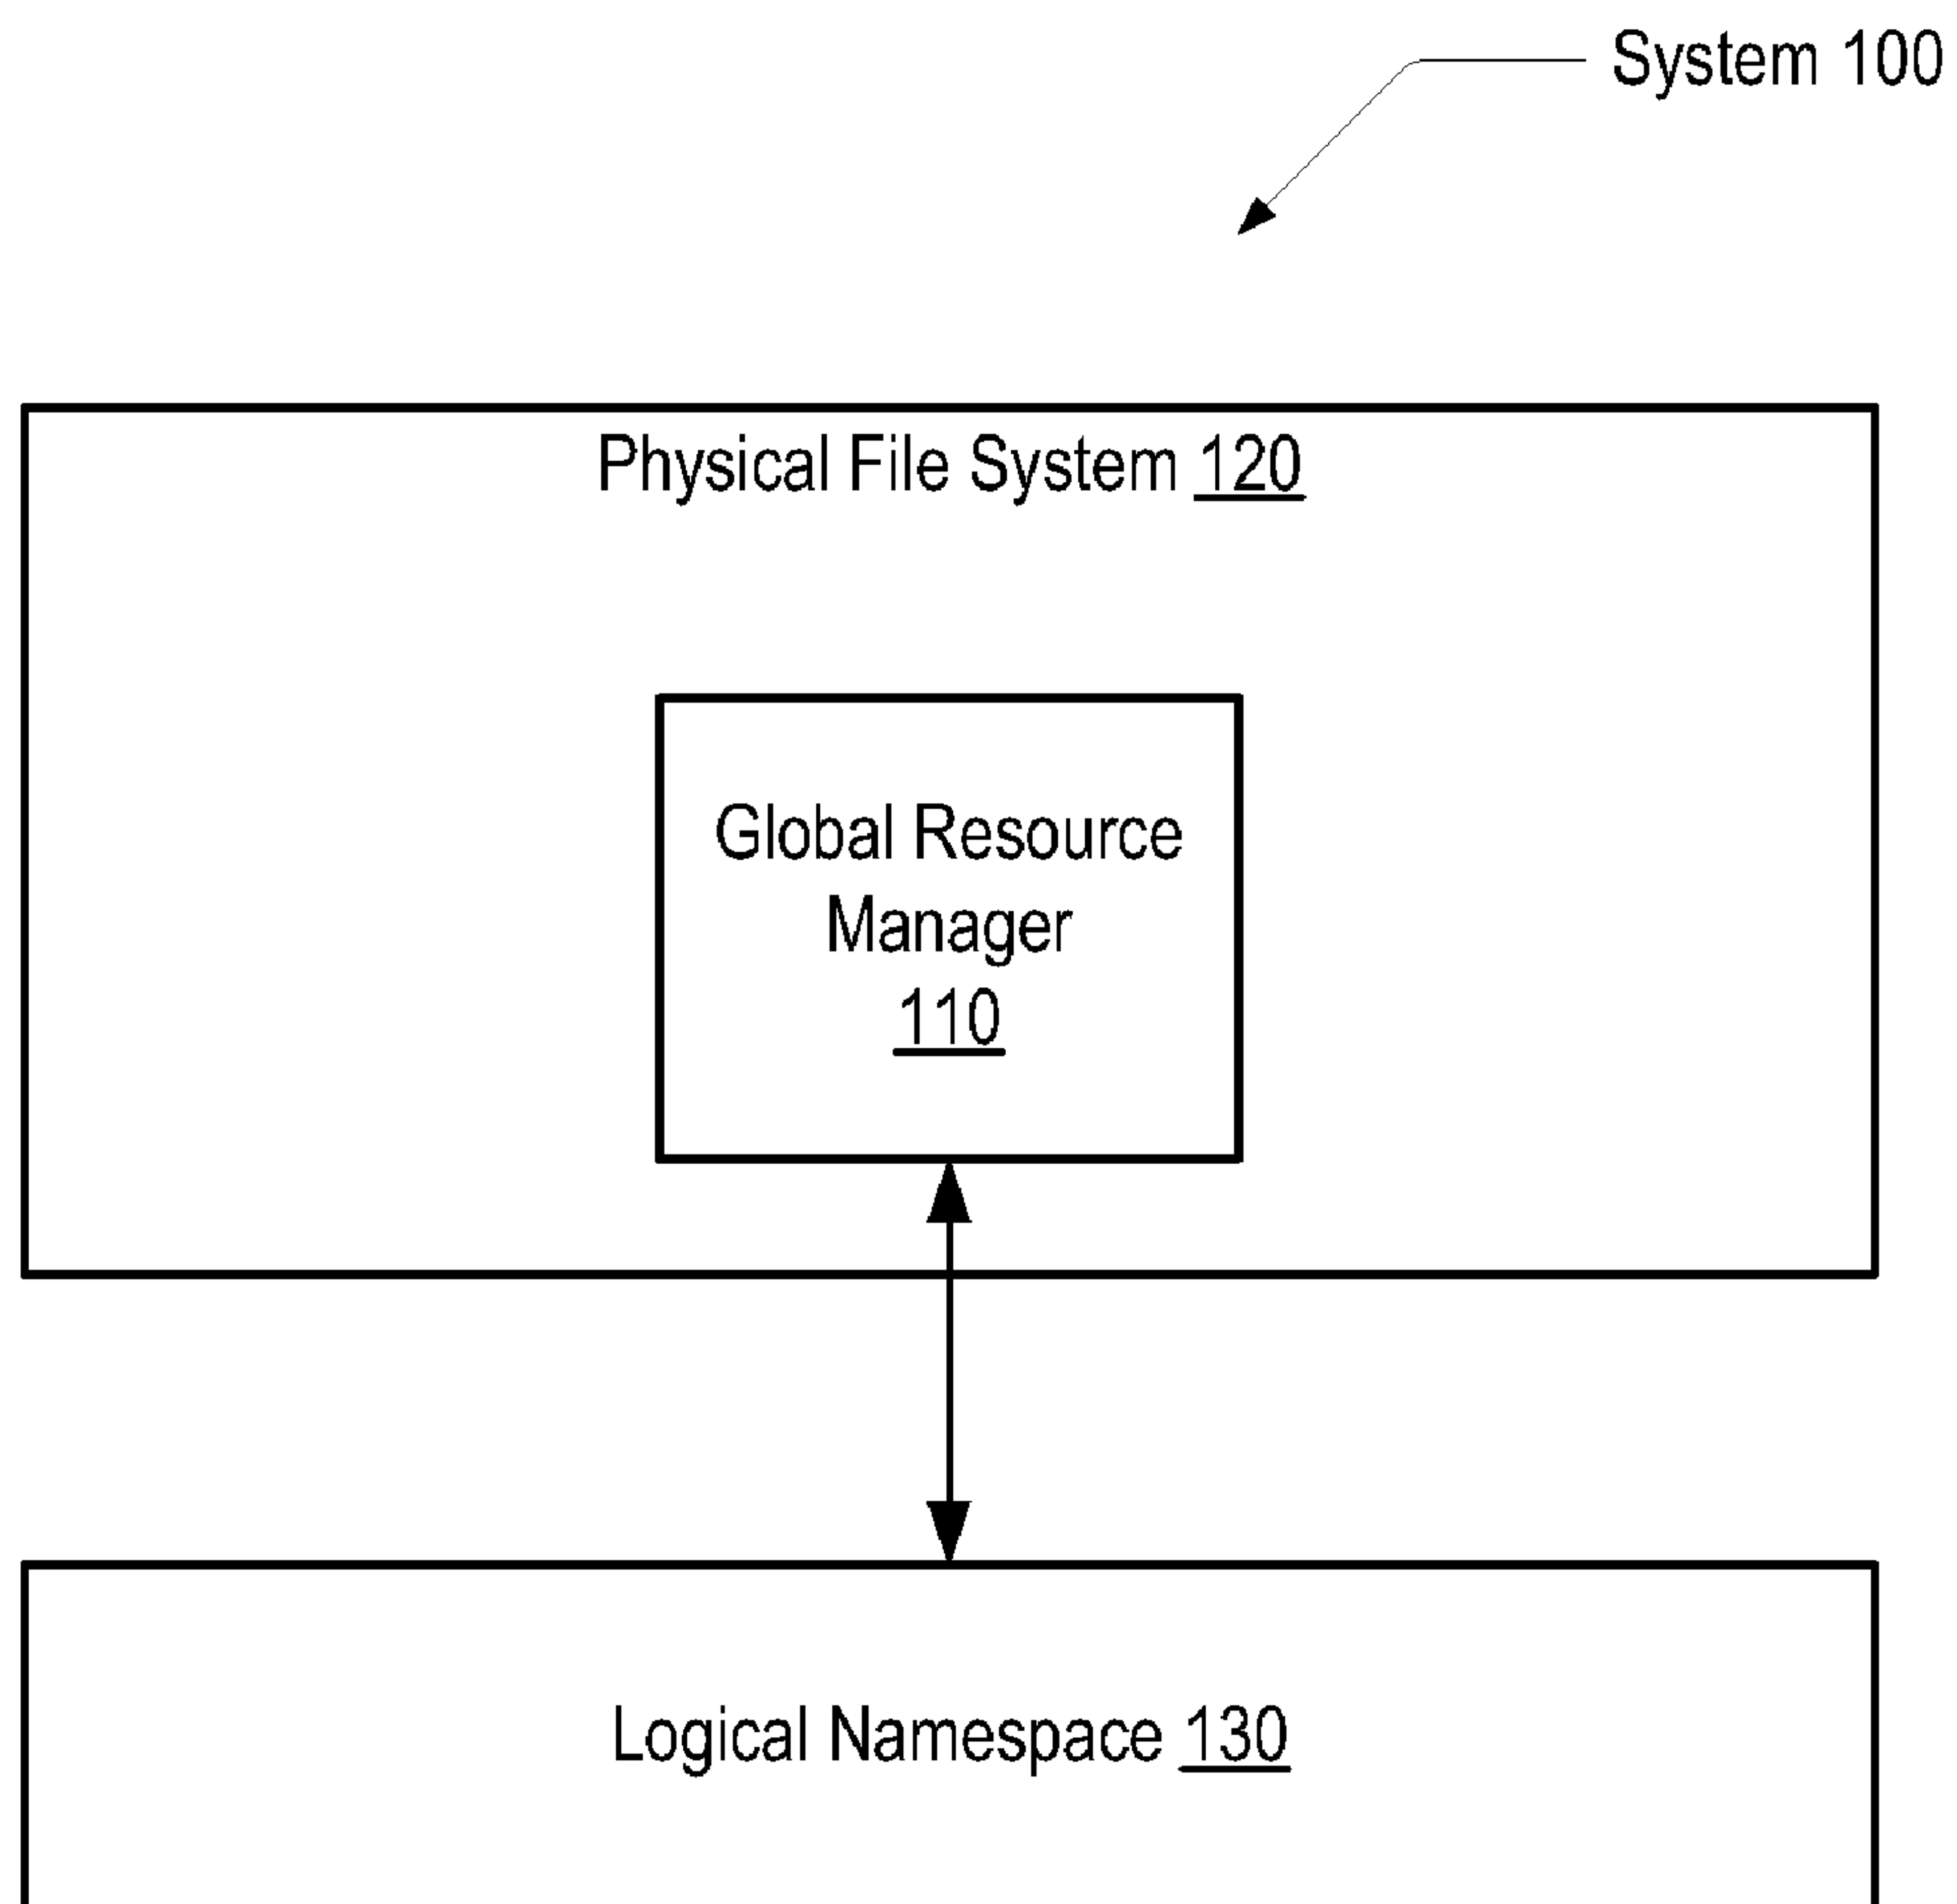 System 100
Physical File System 120
Global Resource
Manager
110
Logical Namespace 130